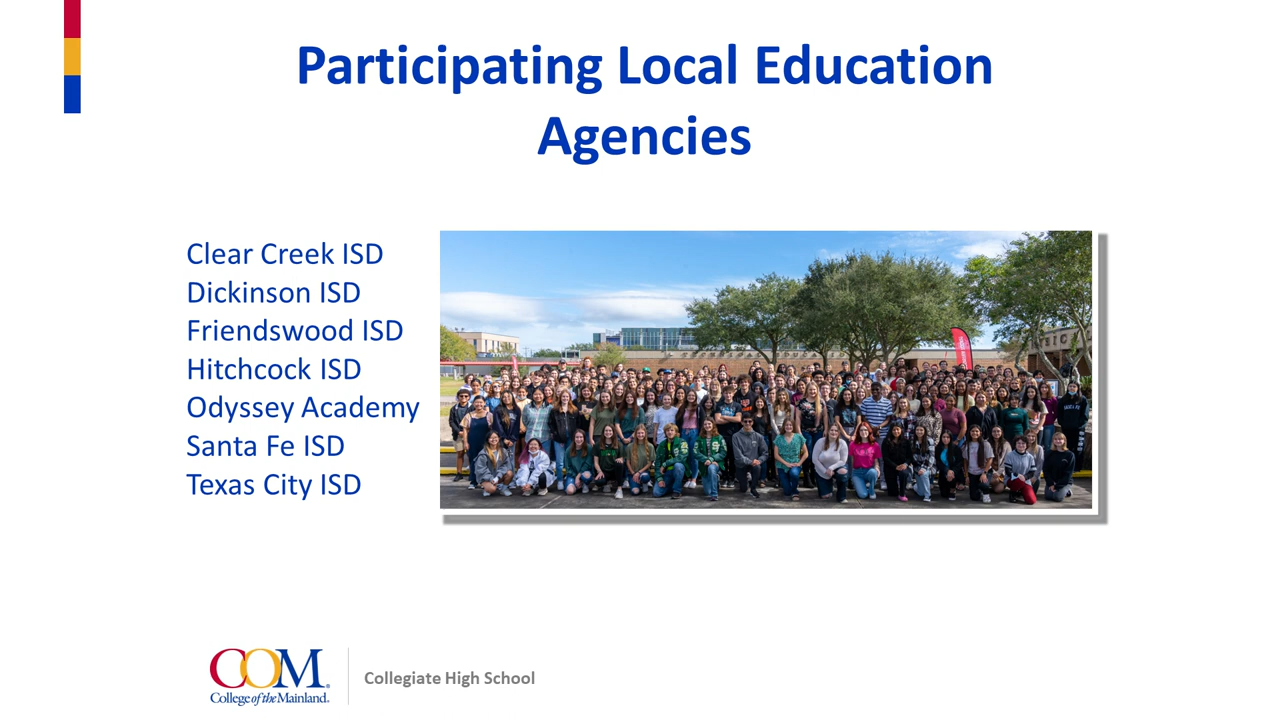 Participating Local Education
Agencies
Clear Creek ISD
Dickinson ISD
Friendswood ISD
Hitchcock ISD
Odyssey Academy
Santa Fe ISD
Texas City ISD
COM®
College of the Mainland®
Collegiate High School